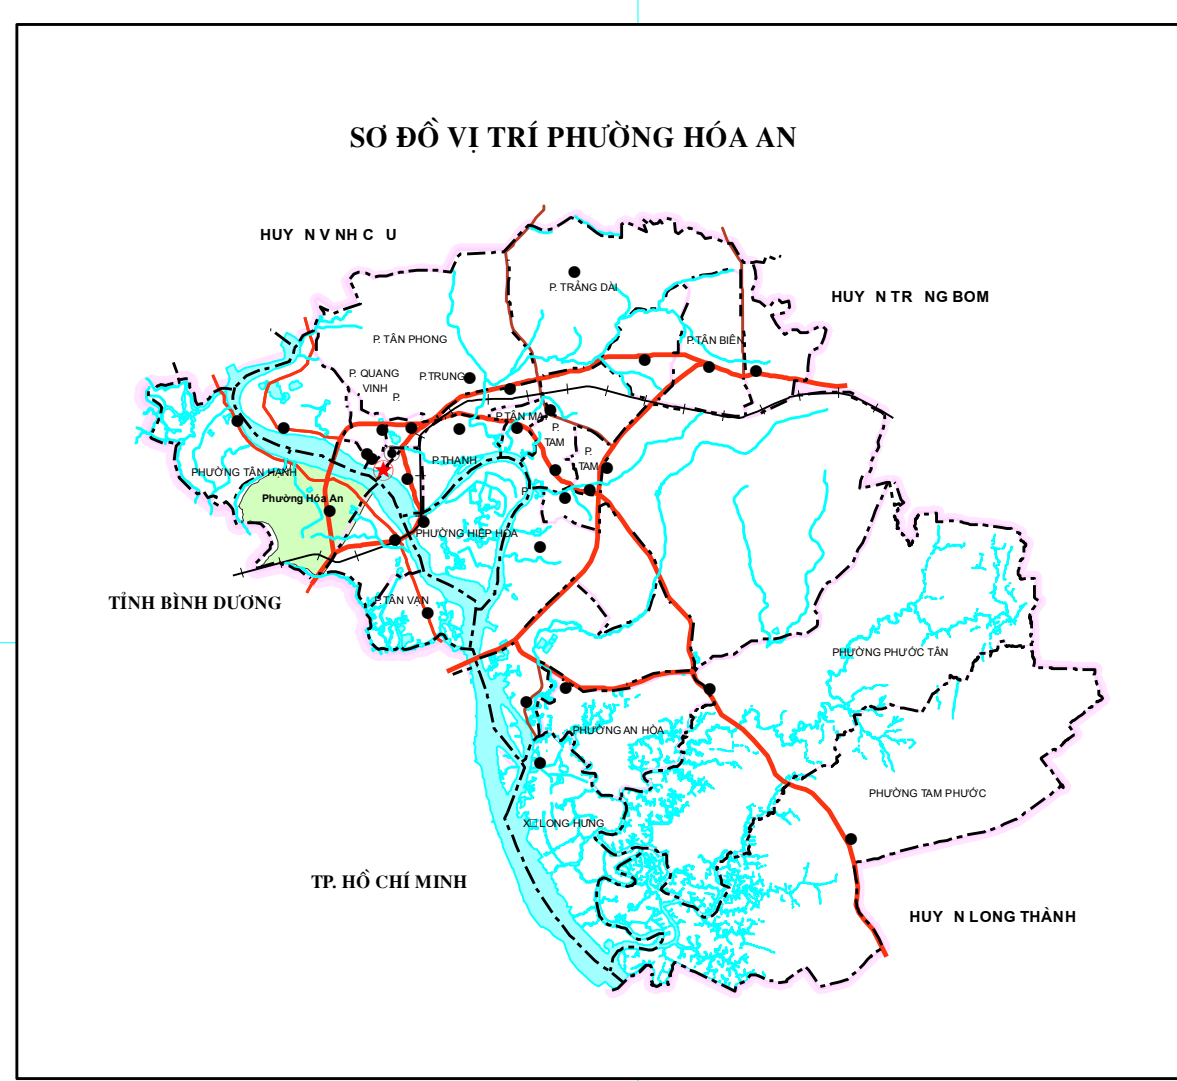 SƠ ĐỒ VỊ TRÍ PHƯỜNG HÓA AN
HUY N V NH C U
HUY N TR NG BOM
P. TRẢNG DÀI
P. TÂN PHONG
P. TÂN BIÊN
P. QUANG
VINH
P. TRUNG
P.
P. TÂN MAI
P.
TAM
P.
TAM
P. THANH
PHƯỜNG TÂN HẠNH
Phường Hóa An
P.
PHƯỜNG HIỆP HÒA
TỈNH BÌNH DƯƠNG
P. TÂN VẠN
PHƯỜNG PHƯỚC TÂN
PHƯỜNG AN HÒA
PHƯỜNG TAM PHƯỚC
X□ LONG HƯNG
TP. HỒ CHÍ MINH
HUY N LONG THÀNH